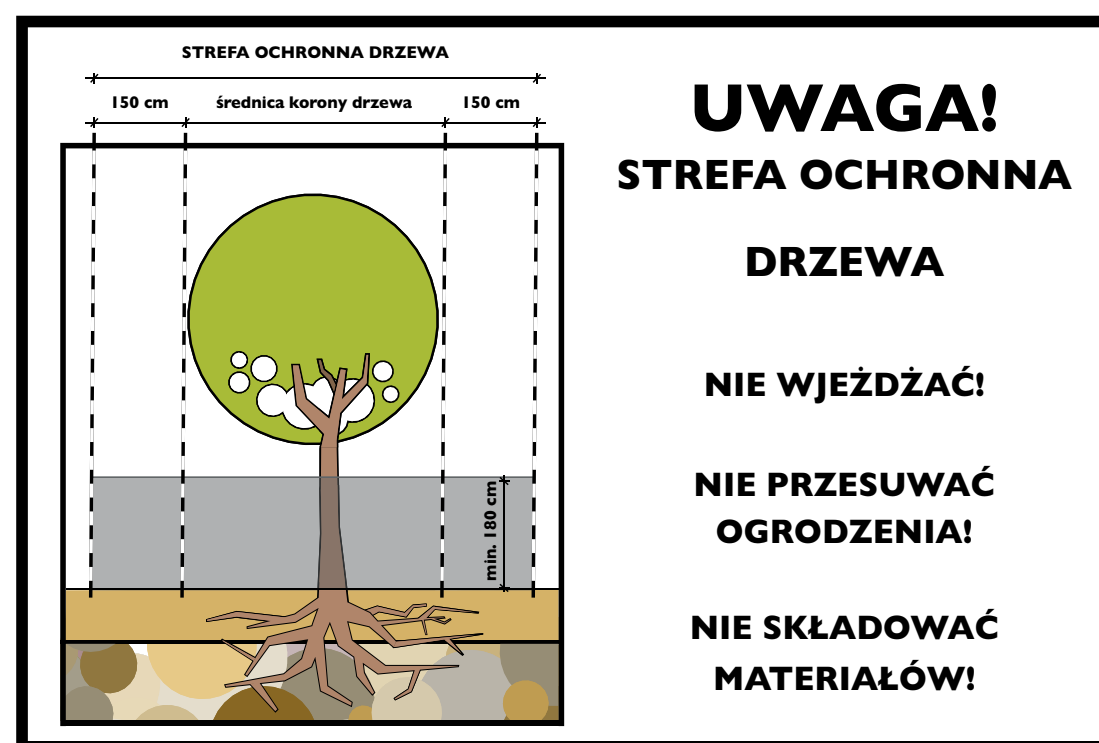 STREFA OCHRONNA DRZEWA
150 cm
średnica korony drzewa
150 cm
min. 180 cm
UWAGA!
STREFA OCHRONNA
DRZEWA
NIE WJEŻDŻAĆ!
NIE PRZESUWAĆ
OGRODZENIA!
NIE SKŁADOWAĆ
MATERIAŁÓW!